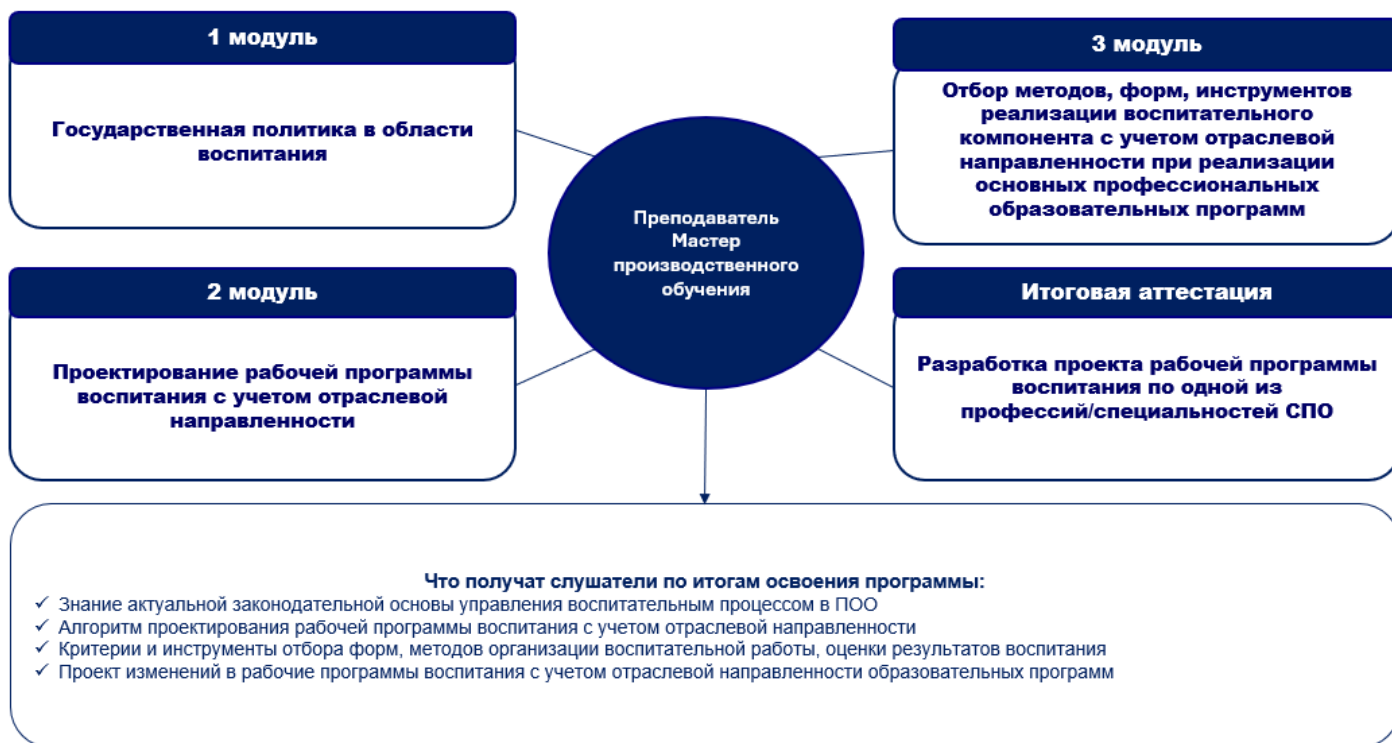 1 модуль
Государственная политика в области
воспитания
2 модуль
Проектирование рабочей программы
воспитания с учетом отраслевой
направленности
Преподаватель
Мастер
производственного
обучения
3 модуль
Отбор методов, форм, инструментов
реализации воспитательного
компонента с учетом отраслевой
направленности при реализации
основных профессиональных
образовательных программ
Итоговая аттестация
Разработка проекта рабочей программы
воспитания по одной из
профессий/специальностей СПО
Что получат слушатели по итогам освоения программы:
✓ Знание актуальной законодательной основы управления воспитательным процессом в ПОО
✓ Алгоритм проектирования рабочей программы воспитания с учетом отраслевой направленности
✓ Критерии и инструменты отбора форм, методов организации воспитательной работы, оценки результатов воспитания
✓ Проект изменений в рабочие программы воспитания с учетом отраслевой направленности образовательных программ